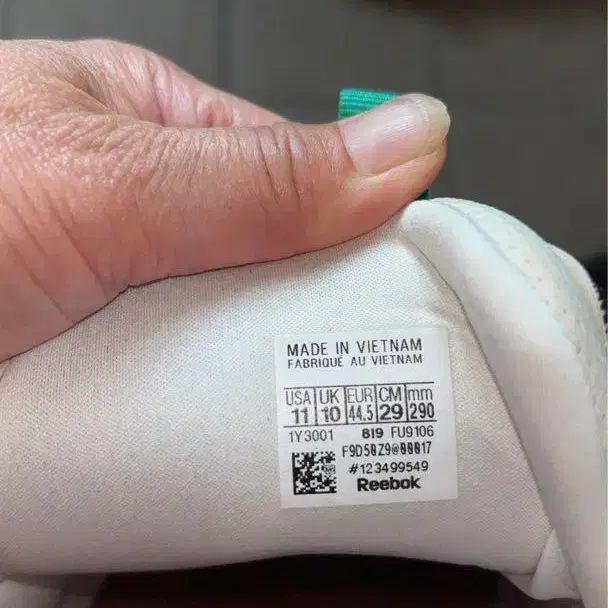 MADE IN VIETNAM
FABRIQUÉ AU VIETNAM
USA UK EUR CM mm
11 10 44.5 29 290
1Y3001 819 FU9106
F9D50Z9@00017
#123499549
Reebok